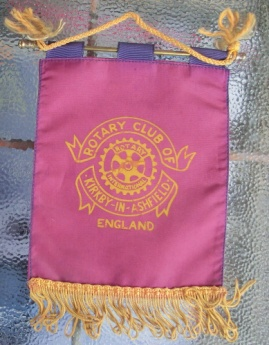 ROTARY CLUB OF
ROTARY
INTERNATIONAL
KIRKBY-IN-ASHFIELD
ENGLAND